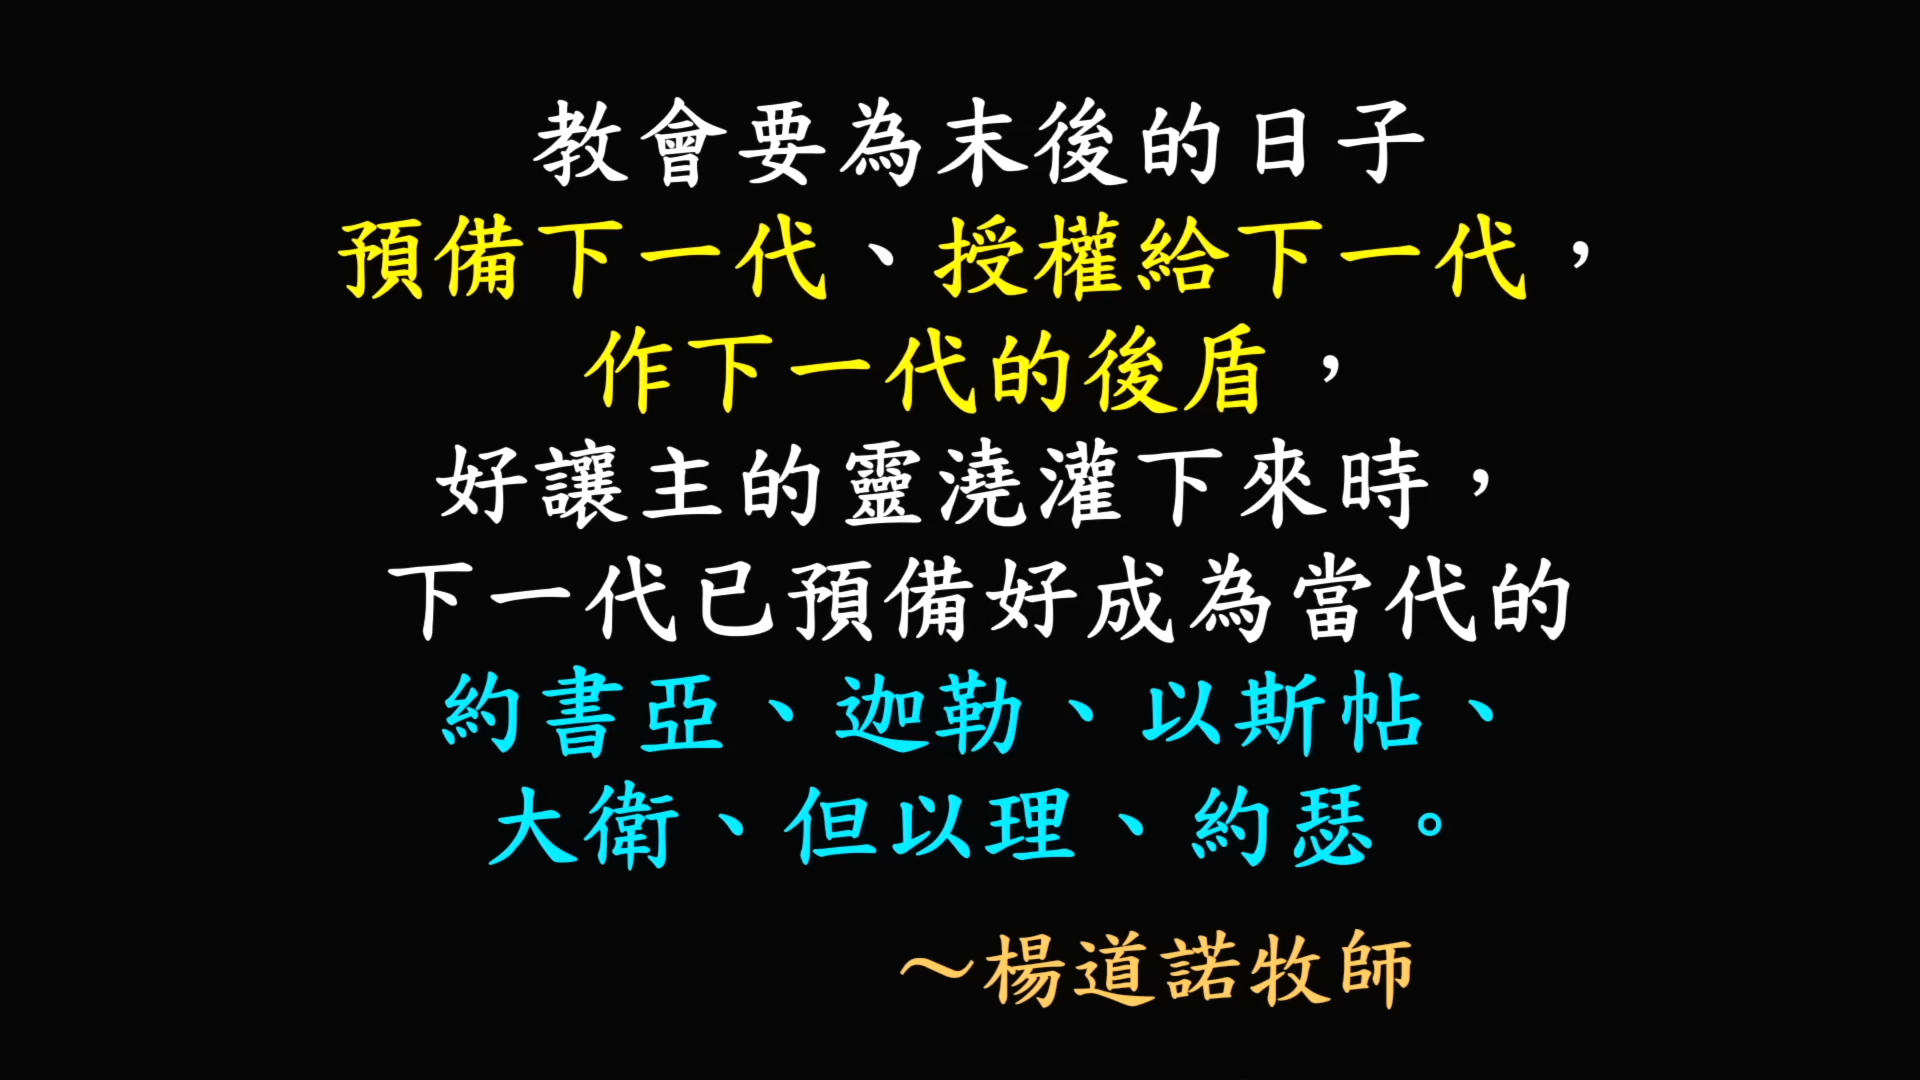 教會要為末後的日子
預備下一代、授權給下一代，
作下一代的後盾，
好讓主的靈澆灌下來時，
下一代已預備好成為當代的
約書亞、迦勒、以斯帖、
大衛、但以理、約瑟。
～楊道諾牧師